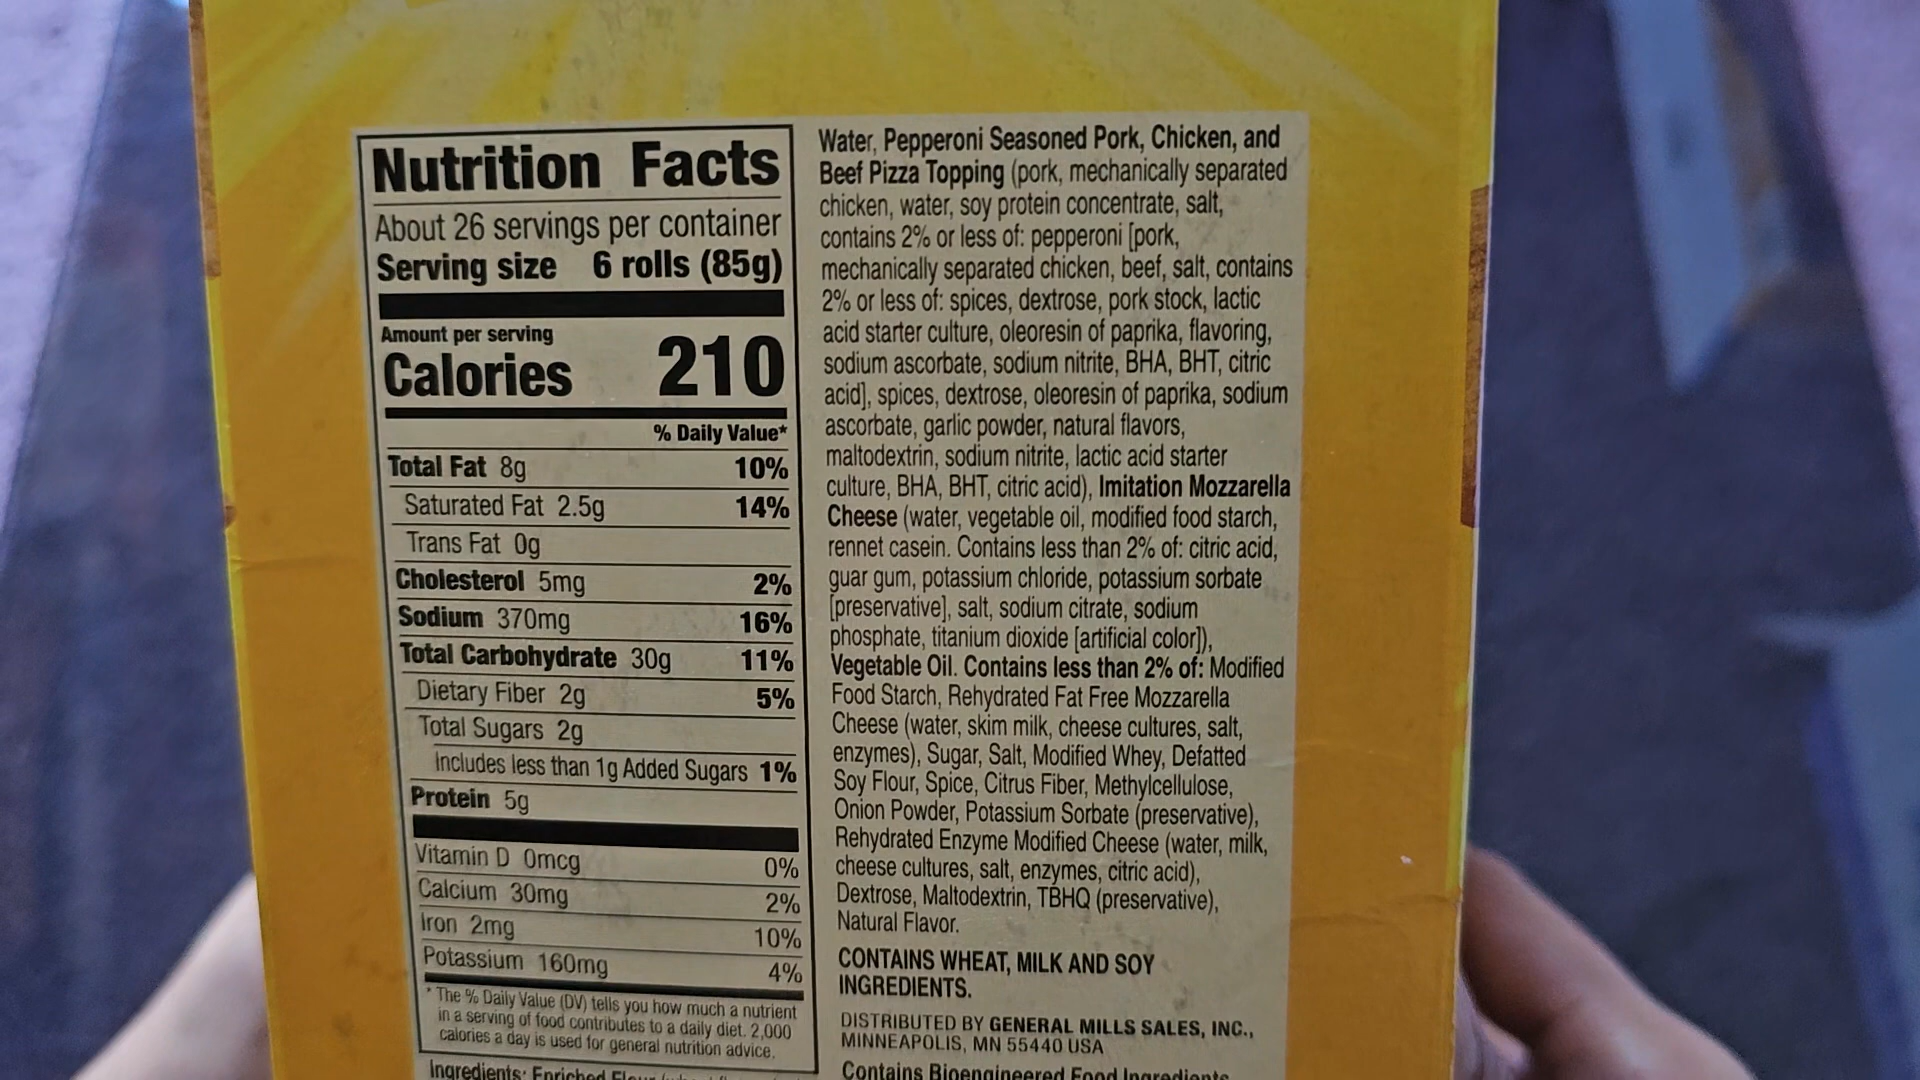 Nutrition Facts
About 26 servings per container
Serving size 6 rolls (85g)
Amount per serving
Calories 210
% Daily Value*
Total Fat 8g 10%
Saturated Fat 2.5g 14%
Trans Fat 0g
Cholesterol 5mg 2%
Sodium 370mg 16%
Total Carbohydrate 30g 11%
Dietary Fiber 2g 5%
Total Sugars 2g
Includes less than 1g Added Sugars 1%
Protein 5g
Vitamin D 0mcg 0%
Calcium 30mg 2%
Iron 2mg 10%
Potassium 160mg 4%
* The % Daily Value (DV) tells you how much a nutrient
in a serving of food contributes to a daily diet. 2,000
calories a day is used for general nutrition advice.
Ingredients: Enriched Flour
Water, Pepperoni Seasoned Pork, Chicken, and
Beef Pizza Topping (pork, mechanically separated
chicken, water, soy protein concentrate, salt,
contains 2% or less of: pepperoni [pork,
mechanically separated chicken, beef, salt, contains
2% or less of: spices, dextrose, pork stock, lactic
acid starter culture, oleoresin of paprika, flavoring,
sodium ascorbate, sodium nitrite, BHA, BHT, citric
acid], spices, dextrose, oleoresin of paprika, sodium
ascorbate, garlic powder, natural flavors,
maltodextrin, sodium nitrite, lactic acid starter
culture, BHA, BHT, citric acid), Imitation Mozzarella
Cheese (water, vegetable oil, modified food starch,
rennet casein. Contains less than 2% of: citric acid,
guar gum, potassium chloride, potassium sorbate
[preservative], salt, sodium citrate, sodium
phosphate, titanium dioxide [artificial color]),
Vegetable Oil. Contains less than 2% of: Modified
Food Starch, Rehydrated Fat Free Mozzarella
Cheese (water, skim milk, cheese cultures, salt,
enzymes), Sugar, Salt, Modified Whey, Defatted
Soy Flour, Spice, Citrus Fiber, Methylcellulose,
Onion Powder, Potassium Sorbate (preservative),
Rehydrated Enzyme Modified Cheese (water, milk,
cheese cultures, salt, enzymes, citric acid),
Dextrose, Maltodextrin, TBHQ (preservative),
Natural Flavor.
CONTAINS WHEAT, MILK AND SOY
INGREDIENTS.
DISTRIBUTED BY GENERAL MILLS SALES, INC.,
MINNEAPOLIS, MN 55440 USA
Contains Bioengineered Food Ingredients